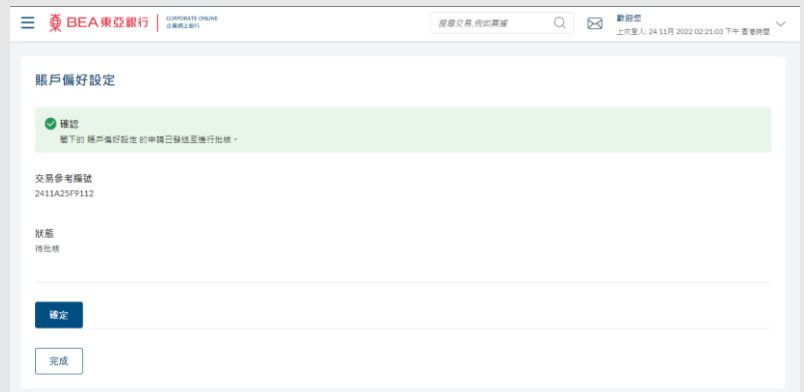 BEA東亞銀行
CORPORATE ONLINE
企業網上銀行
搜尋交易,例如票據
歡迎您
上次登入: 24 11月 2022 02:21:03 下午 香港時間
賬戶偏好設定
確認
閣下的 賬戶偏好設定 的申請已發送至進行批核。
交易參考編號
2411A25F9112
狀態
待批核
確定
完成